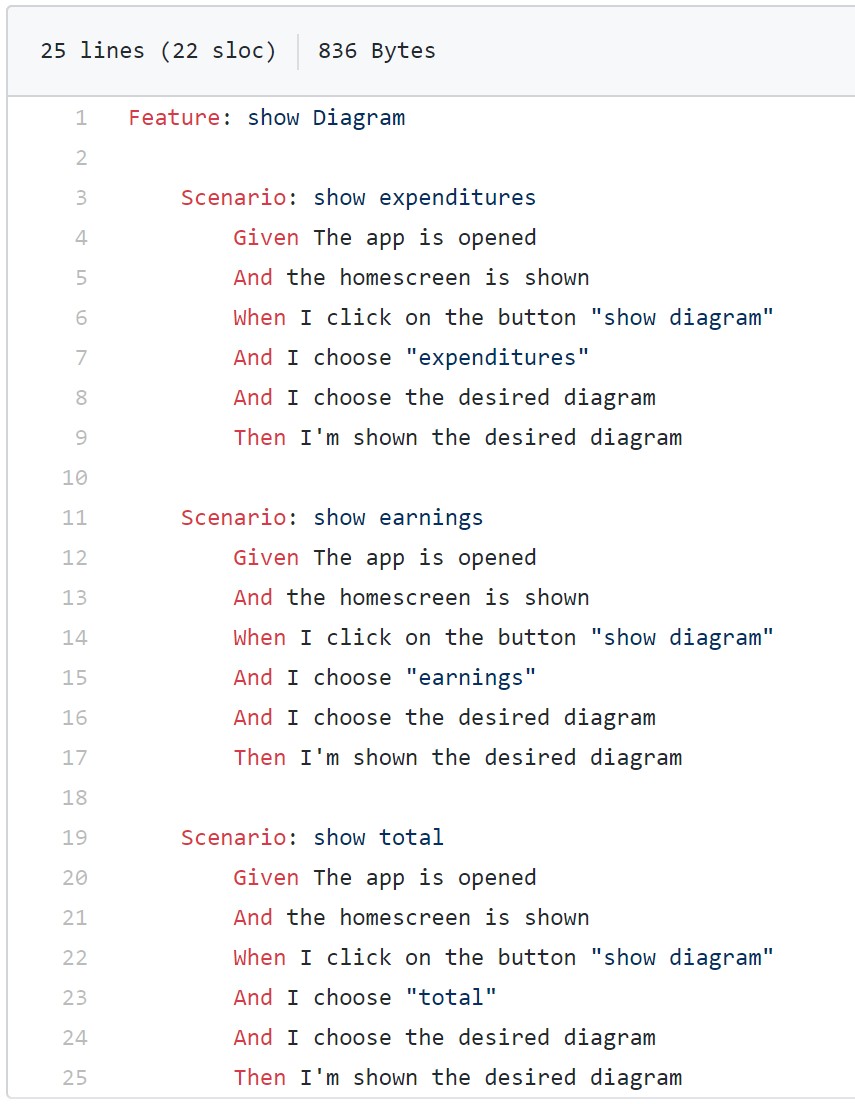 25 lines (22 sloc) 836 Bytes
1 Feature: show Diagram
2
3 Scenario: show expenditures
4 Given The app is opened
5 And the homescreen is shown
6 When I click on the button "show diagram"
7 And I choose "expenditures"
8 And I choose the desired diagram
9 Then I'm shown the desired diagram
10
11 Scenario: show earnings
12 Given The app is opened
13 And the homescreen is shown
14 When I click on the button "show diagram"
15 And I choose "earnings"
16 And I choose the desired diagram
17 Then I'm shown the desired diagram
18
19 Scenario: show total
20 Given The app is opened
21 And the homescreen is shown
22 When I click on the button "show diagram"
23 And I choose "total"
24 And I choose the desired diagram
25 Then I'm shown the desired diagram